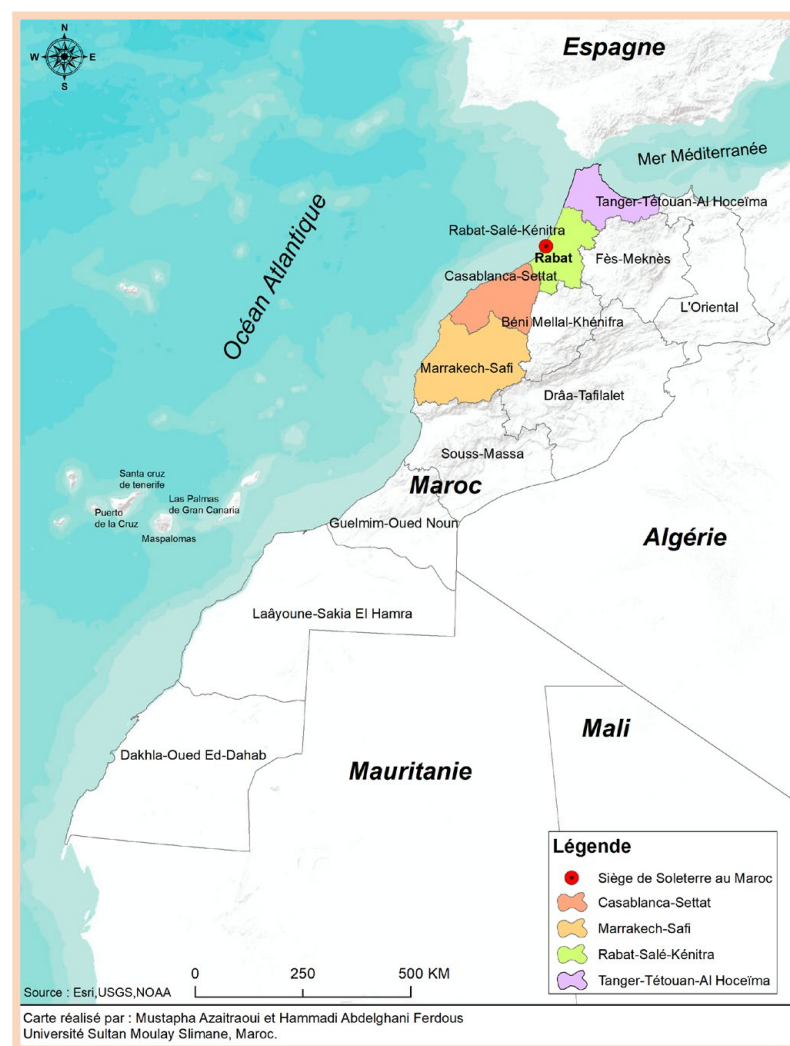 N
W
E
S
Espagne
Mer Méditerranée
Océan Atlantique
Tanger-Tétouan-Al Hoceïma
Rabat-Salé-Kénitra
Rabat
Fès-Meknès
Casablanca-Settat
L'Oriental
Béni Mellal-Khénifra
Marrakech-Safi
Drâa-Tafilalet
Souss-Massa
Maroc
Santa cruz
de tenerife
Las Palmas
de Gran Canaria
Puerto
de la Cruz
Maspalomas
Guelmim-Oued Noun
Algérie
Laâyoune-Sakia El Hamra
Dakhla-Oued Ed-Dahab
Mali
Mauritanie
Légende
Siège de Soleterre au Maroc
Casablanca-Settat
Marrakech-Safi
Rabat-Salé-Kénitra
Tanger-Tétouan-Al Hoceïma
0 250 500 KM
Source : Esri,USGS,NOAA
Carte réalisé par : Mustapha Azaitraoui et Hammadi Abdelghani Ferdous
Université Sultan Moulay Slimane, Maroc.